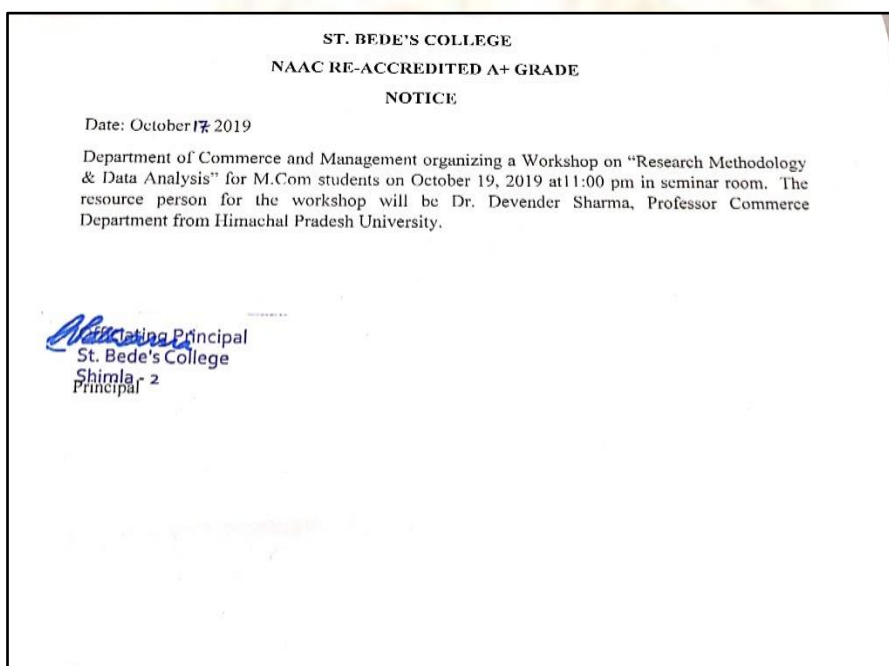 ST. BEDE'S COLLEGE
NAAC RE-ACCREDITED A+ GRADE
NOTICE
Date: October 17 2019
Department of Commerce and Management organizing a Workshop on “Research Methodology
& Data Analysis” for M.Com students on October 19, 2019 at11:00 pm in seminar room. The
resource person for the workshop will be Dr. Devender Sharma, Professor Commerce
Department from Himachal Pradesh University.
Officiating Principal
St. Bede's College
Shimla - 2
Principal